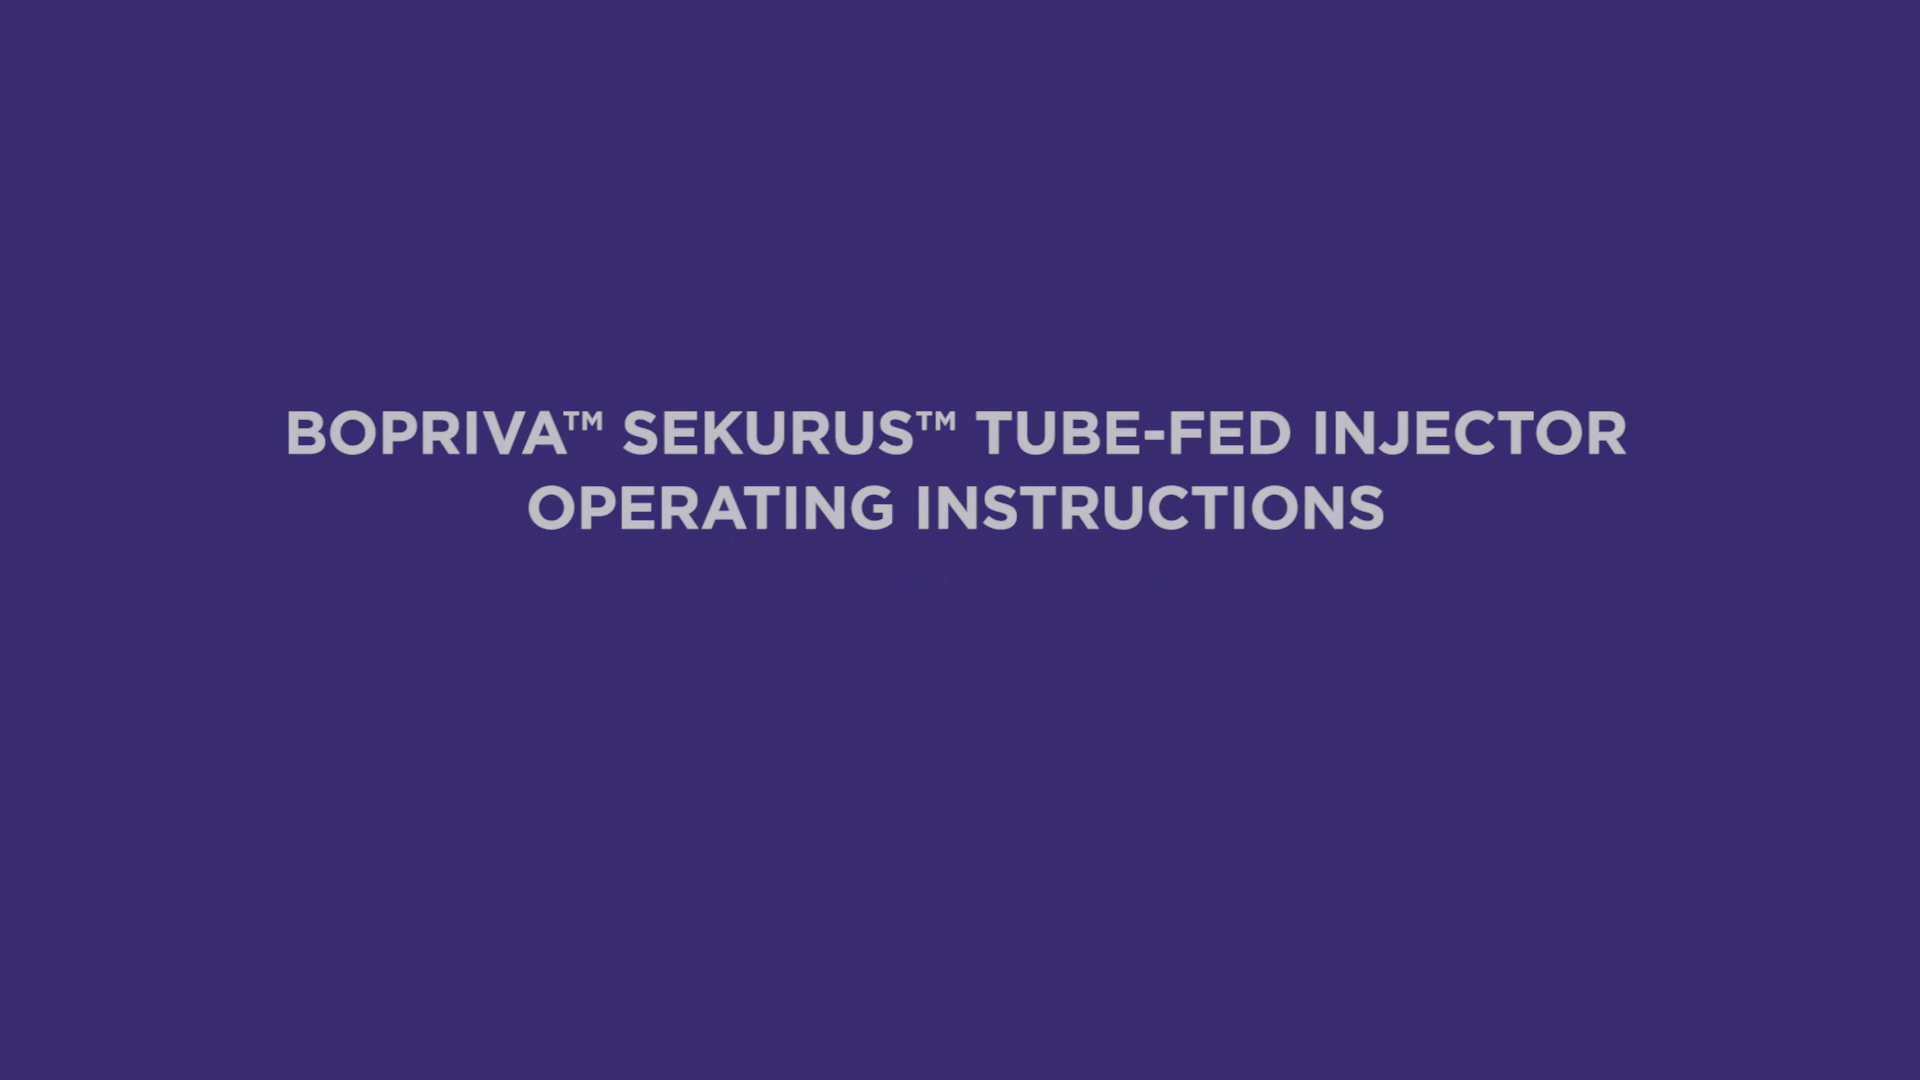 BOPRIVA™ SEKURUS™ TUBE-FED INJECTOR
OPERATING INSTRUCTIONS